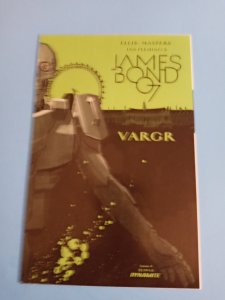 ELLIS MASTERS
IAN FLEMING'S
JAMES
BOND
007
VARGR
DYNAMITE